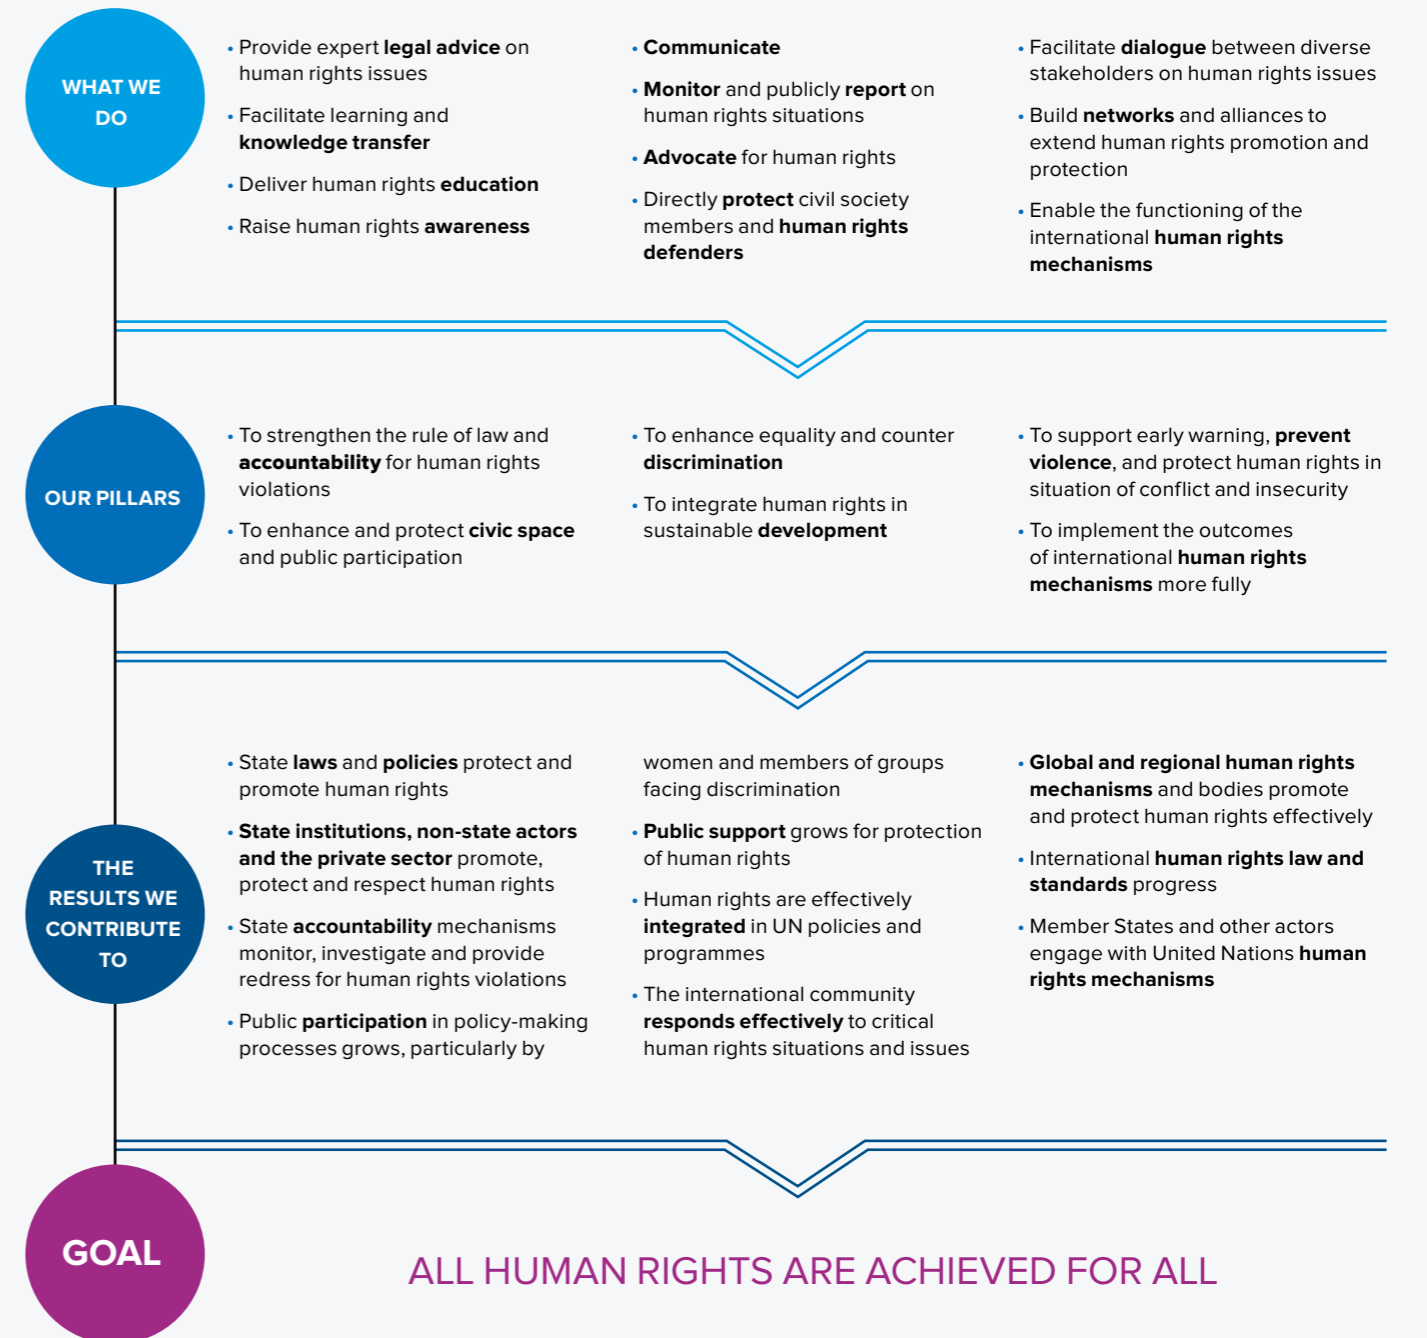 WHAT WE
DO
• Provide expert legal advice on
human rights issues
• Facilitate learning and
knowledge transfer
• Deliver human rights education
• Raise human rights awareness
• Communicate
• Monitor and publicly report on
human rights situations
• Advocate for human rights
• Directly protect civil society
members and human rights
defenders
• Facilitate dialogue between diverse
stakeholders on human rights issues
• Build networks and alliances to
extend human rights promotion and
protection
• Enable the functioning of the
international human rights
mechanisms
OUR PILLARS
• To strengthen the rule of law and
accountability for human rights
violations
• To enhance and protect civic space
and public participation
• To enhance equality and counter
discrimination
• To integrate human rights in
sustainable development
• To support early warning, prevent
violence, and protect human rights in
situation of conflict and insecurity
• To implement the outcomes
of international human rights
mechanisms more fully
THE
RESULTS WE
CONTRIBUTE
TO
• State laws and policies protect and
promote human rights
• State institutions, non-state actors
and the private sector promote,
protect and respect human rights
• State accountability mechanisms
monitor, investigate and provide
redress for human rights violations
• Public participation in policy-making
processes grows, particularly by
women and members of groups
facing discrimination
• Public support grows for protection
of human rights
• Human rights are effectively
integrated in UN policies and
programmes
• The international community
responds effectively to critical
human rights situations and issues
• Global and regional human rights
mechanisms and bodies promote
and protect human rights effectively
• International human rights law and
standards progress
• Member States and other actors
engage with United Nations human
rights mechanisms
GOAL
ALL HUMAN RIGHTS ARE ACHIEVED FOR ALL